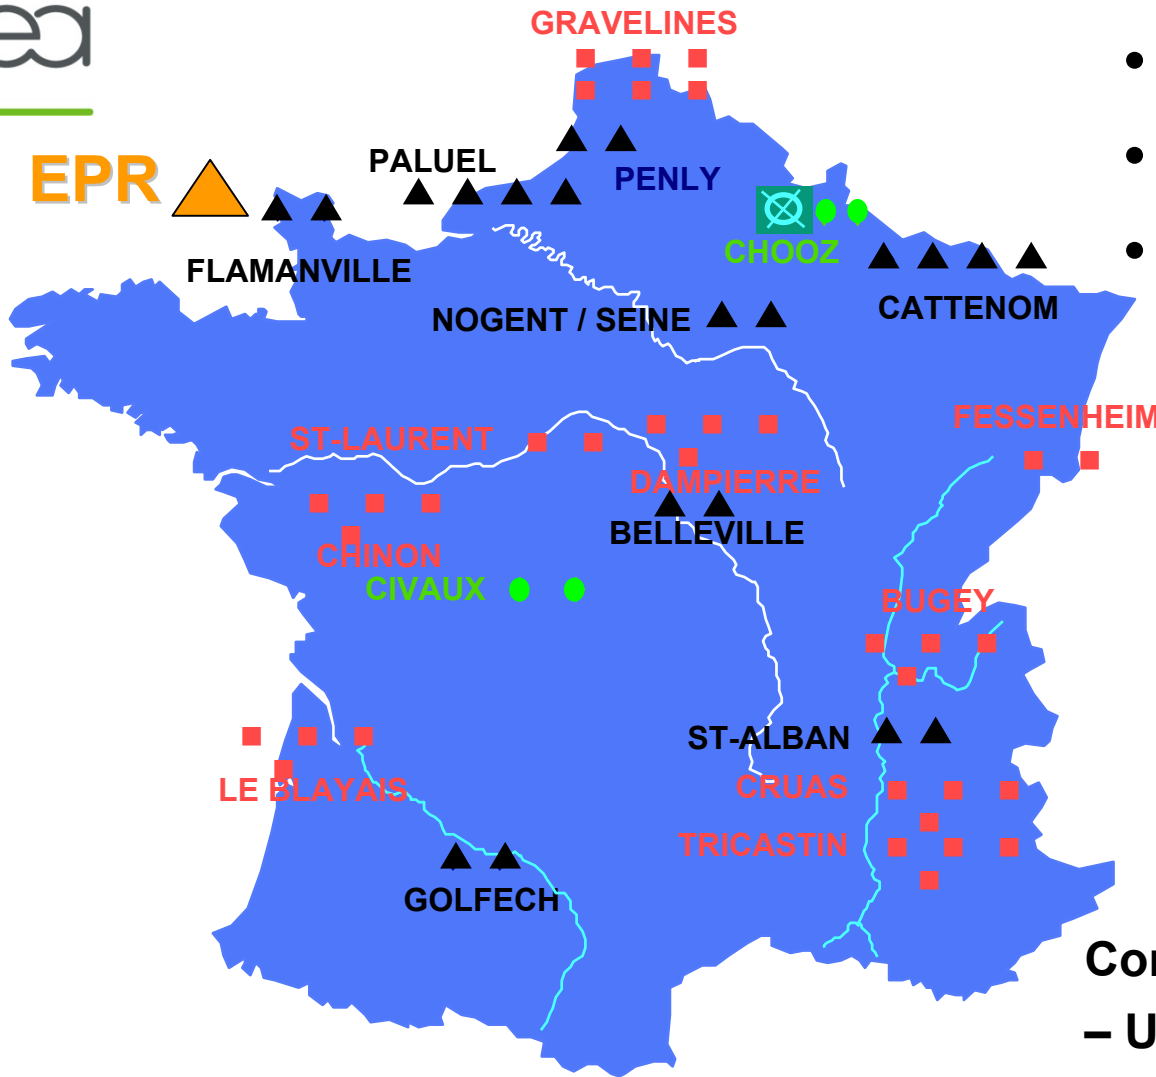 GRAVELINES
EPR
PALUEL
PENLY
CHOOZ
FLAMANVILLE
CATTENOM
NOGENT / SEINE
FESSENHEIM
ST-LAURENT
DAMPIERRE
BELLEVILLE
CHINON
CIVAUX
BUGEY
ST-ALBAN
CRUAS
LE BLAYAIS
TRICASTIN
GOLFECH
– U